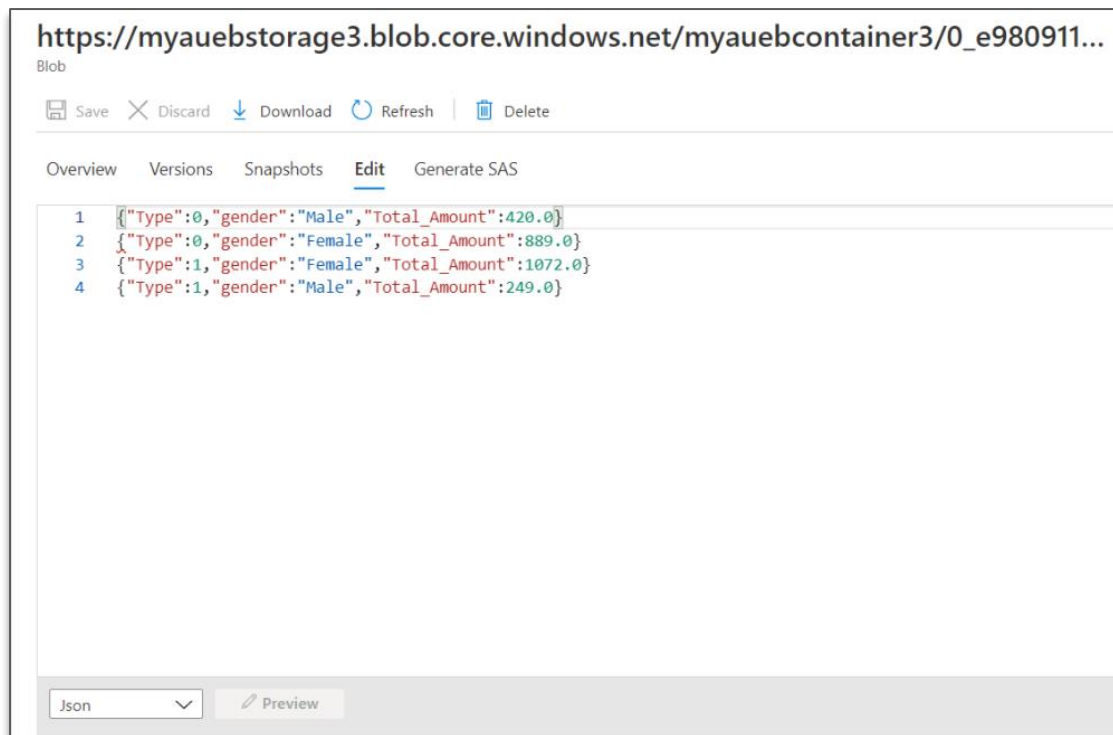 https://myauebstorage3.blob.core.windows.net/myauebcontainer3/0_e980911...
Blob
Save Discard Download Refresh Delete
Overview Versions Snapshots Edit Generate SAS
1 {"Type":0,"gender":"Male","Total_Amount":420.0}
2 {"Type":0,"gender":"Female","Total_Amount":889.0}
3 {"Type":1,"gender":"Female","Total_Amount":1072.0}
4 {"Type":1,"gender":"Male","Total_Amount":249.0}
Json Preview